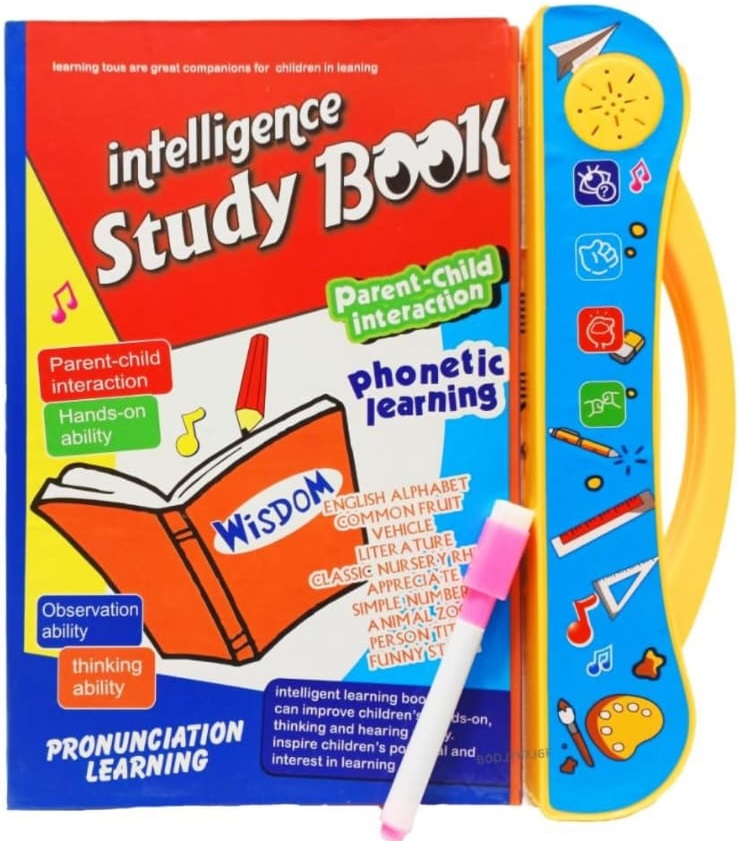 learning tous are great companions for children in leaning
intelligence
Study BOOK
Parent-Child
interaction
phonetic
learning
Parent-child
interaction
Hands-on
ability
WISDOM
ENGLISH ALPHABET
COMMON FRUIT
VEHICLE
LITERATURE
CLASSIC NURSERY
APPRECIATE
SIMPLE NUMBER
ANIMAL
PERSON
FUNNY
Observation
ability
thinking
ability
PRONUNCIATION
LEARNING
intelligent learning
can improve children's
thinking and hearing
inspire children's and
interest in learning
?